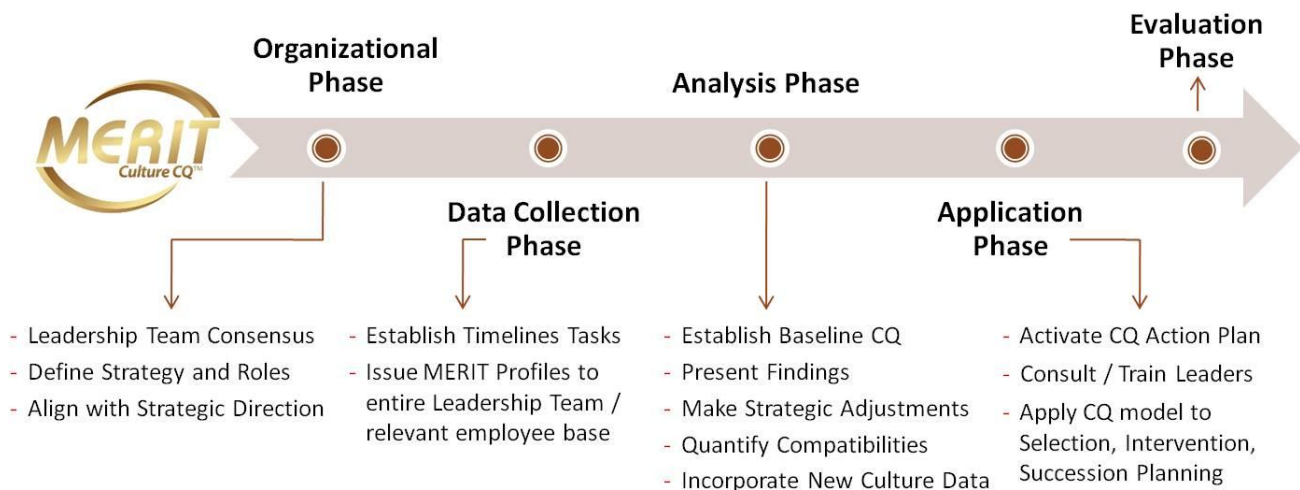 MERIT
Culture CQ™
Organizational
Phase
Data Collection
Phase
Analysis Phase
Application
Phase
Evaluation
Phase
- Leadership Team Consensus
- Define Strategy and Roles
- Align with Strategic Direction
- Establish Timelines Tasks
- Issue MERIT Profiles to
entire Leadership Team /
relevant employee base
- Establish Baseline CQ
- Present Findings
- Make Strategic Adjustments
- Quantify Compatibilities
- Incorporate New Culture Data
- Activate CQ Action Plan
- Consult / Train Leaders
- Apply CQ model to
Selection, Intervention,
Succession Planning